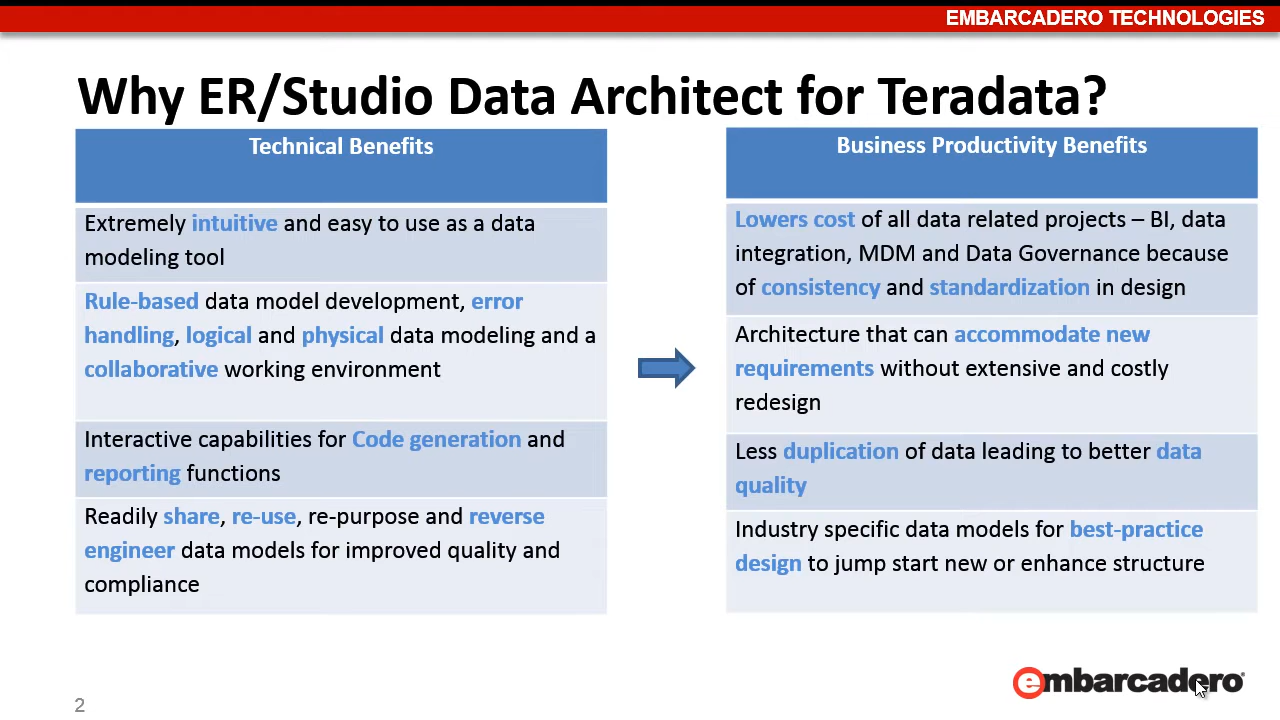 EMBARCADERO TECHNOLOGIES
Why ER/Studio Data Architect for Teradata?
Technical Benefits
Extremely intuitive and easy to use as a data
modeling tool
Rule-based data model development, error
handling, logical and physical data modeling and a
collaborative working environment
Interactive capabilities for Code generation and
reporting functions
Readily share, re-use, re-purpose and reverse
engineer data models for improved quality and
compliance
Business Productivity Benefits
Lowers cost of all data related projects – BI, data
integration, MDM and Data Governance because
of consistency and standardization in design
Architecture that can accommodate new
requirements without extensive and costly
redesign
Less duplication of data leading to better data
quality
Industry specific data models for best-practice
design to jump start new or enhance structure
2
embarcadero